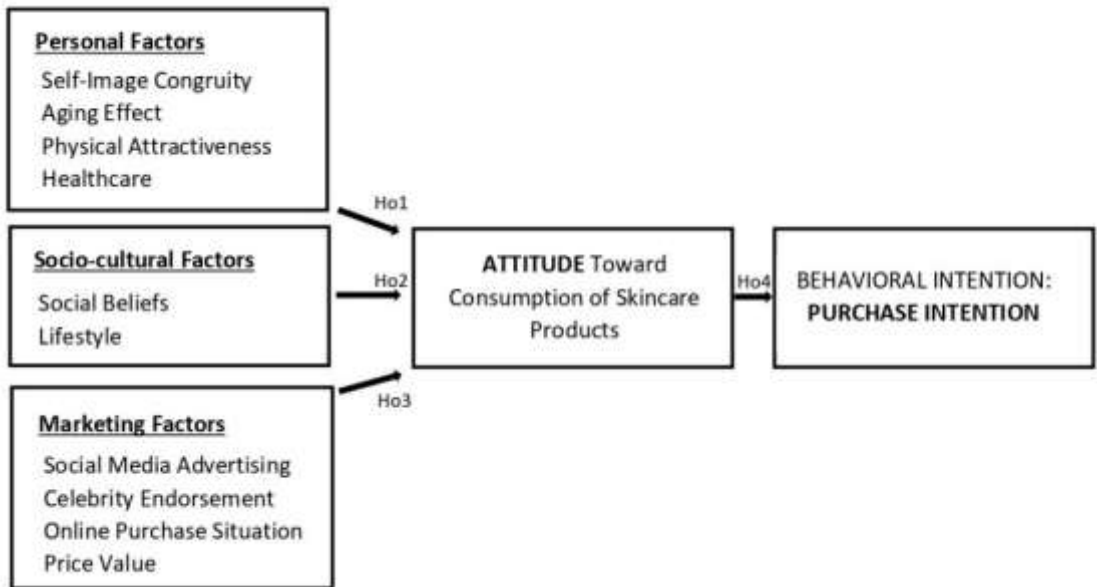 Personal Factors
Self-Image Congruity
Aging Effect
Physical Attractiveness
Healthcare
Ho1
Socio-cultural Factors
Social Beliefs
Lifestyle
Ho2
ATTITUDE Toward
Consumption of Skincare
Products
Ho4
BEHAVIORAL INTENTION:
PURCHASE INTENTION
Ho3
Marketing Factors
Social Media Advertising
Celebrity Endorsement
Online Purchase Situation
Price Value